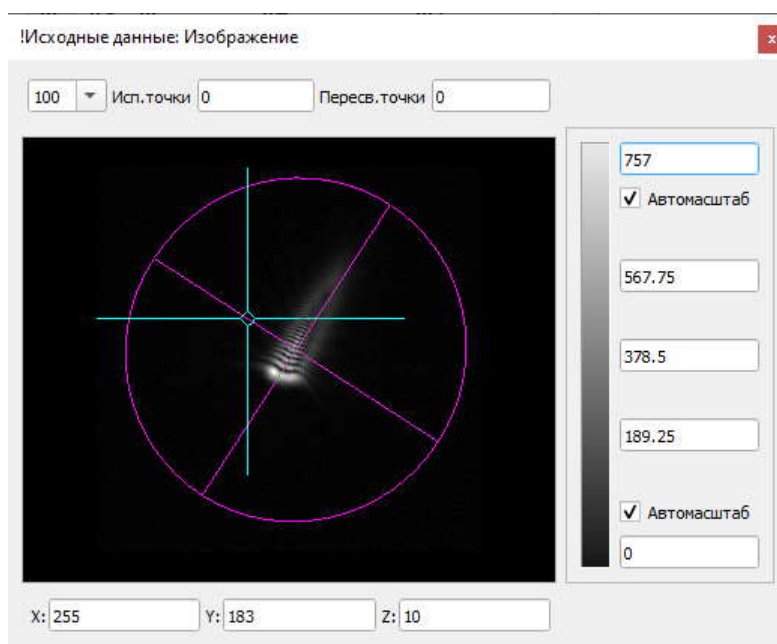 !Исходные данные: Изображение
x
100 Исп.точки 0 Пересв.точки 0
757
✓ Автомасштаб
567.75
378.5
189.25
✓ Автомасштаб
0
X: 255 Y: 183 Z: 10